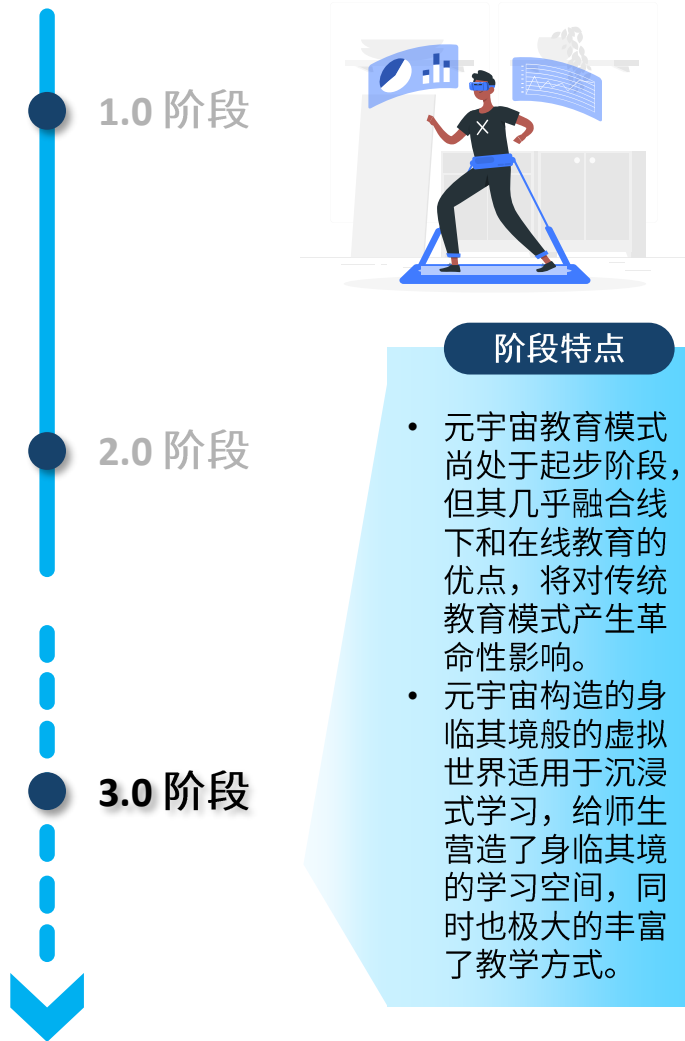 1.0 阶段
2.0 阶段
3.0 阶段
阶段特点
• 元宇宙教育模式
尚处于起步阶段，
但其几乎融合线
下和在线教育的
优点，将对传统
教育模式产生革
命性影响。
• 元宇宙构造的身
临其境般的虚拟
世界适用于沉浸
式学习，给师生
营造了身临其境
的学习空间，同
时也极大的丰富
了教学方式。